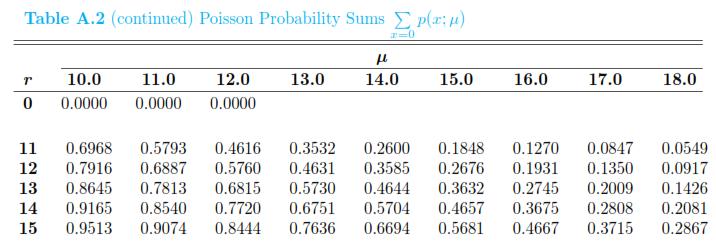 Table A.2 (continued) Poisson Probability Sums ∑ p(x; μ)
x=0
μ
r 10.0 11.0 12.0 13.0 14.0 15.0 16.0 17.0 18.0
0 0.0000 0.0000 0.0000
11 0.6968 0.5793 0.4616 0.3532 0.2600 0.1848 0.1270 0.0847 0.0549
12 0.7916 0.6887 0.5760 0.4631 0.3585 0.2676 0.1931 0.1350 0.0917
13 0.8645 0.7813 0.6815 0.5730 0.4644 0.3632 0.2745 0.2009 0.1426
14 0.9165 0.8540 0.7720 0.6751 0.5704 0.4657 0.3675 0.2808 0.2081
15 0.9513 0.9074 0.8444 0.7636 0.6694 0.5681 0.4667 0.3715 0.2867